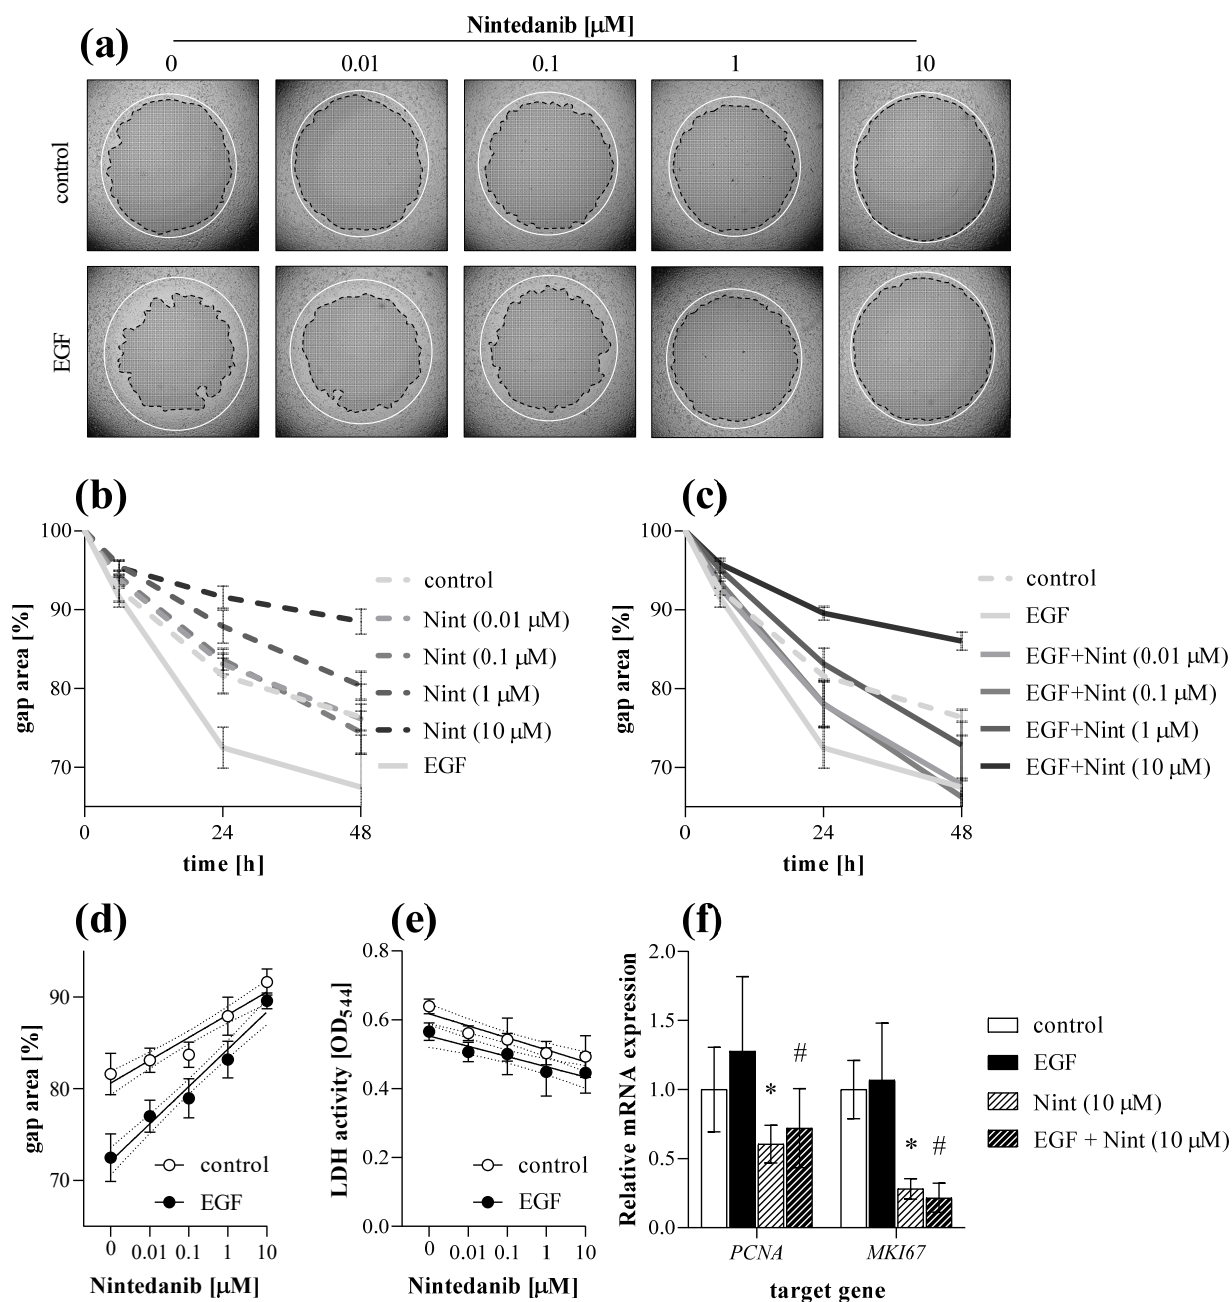 Nintedanib [μM]
(a)
0 0.01 0.1 1 10
control
EGF
(b)
gap area [%]
100
90
80
70
0 24 48
time [h]
control
Nint (0.01 μM)
Nint (0.1 μM)
Nint (1 μM)
Nint (10 μM)
EGF
(c)
gap area [%]
100
90
80
70
0 24 48
time [h]
control
EGF
EGF+Nint (0.01 μM)
EGF+Nint (0.1 μM)
EGF+Nint (1 μM)
EGF+Nint (10 μM)
(d)
gap area [%]
90
80
70
control
EGF
0 0.01 0.1 1 10
Nintedanib [μM]
(e)
LDH activity [OD544]
0.8
0.6
0.4
0.2
0.0
control
EGF
0 0.01 0.1 1 10
Nintedanib [μM]
(f)
Relative mRNA expression
2.0
1.5
1.0
0.5
0.0
* # * #
PCNA MKI67
target gene
control
EGF
Nint (10 μM)
EGF + Nint (10 μM)